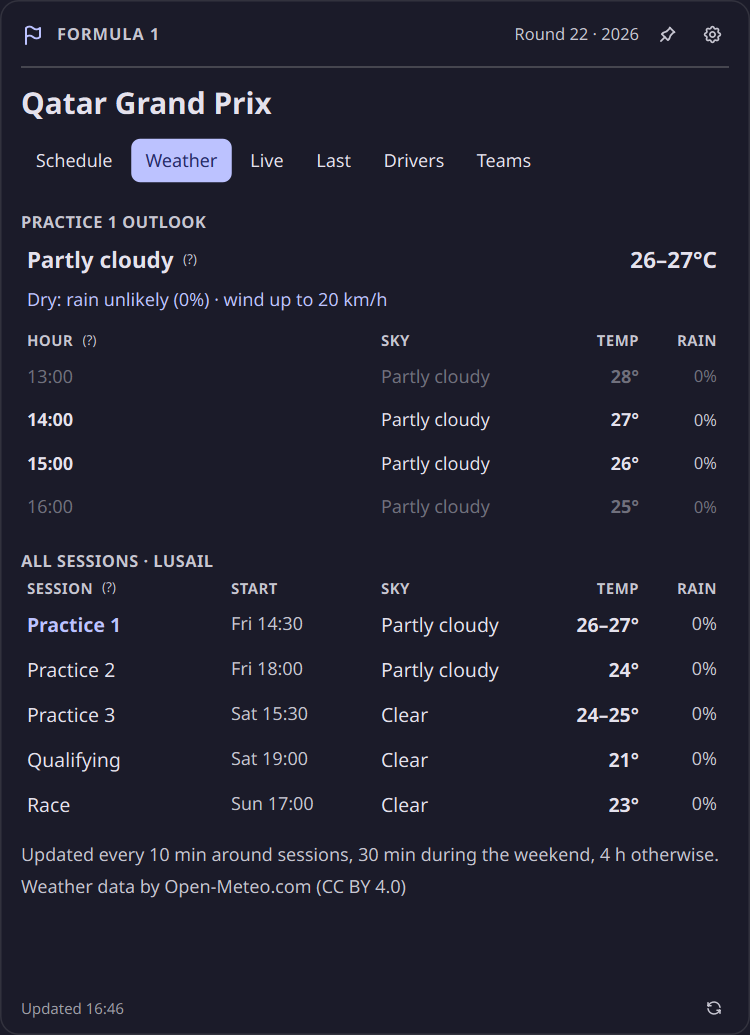 FORMULA 1 Round 22 · 2026
Qatar Grand Prix
Schedule Weather Live Last Drivers Teams
PRACTICE 1 OUTLOOK
Partly cloudy (?) 26–27°C
Dry: rain unlikely (0%) · wind up to 20 km/h
HOUR (?) SKY TEMP RAIN
13:00 Partly cloudy 28° 0%
14:00 Partly cloudy 27° 0%
15:00 Partly cloudy 26° 0%
16:00 Partly cloudy 25° 0%
ALL SESSIONS · LUSAIL
SESSION (?) START SKY TEMP RAIN
Practice 1 Fri 14:30 Partly cloudy 26–27° 0%
Practice 2 Fri 18:00 Partly cloudy 24° 0%
Practice 3 Sat 15:30 Clear 24–25° 0%
Qualifying Sat 19:00 Clear 21° 0%
Race Sun 17:00 Clear 23° 0%
Updated every 10 min around sessions, 30 min during the weekend, 4 h otherwise.
Weather data by Open-Meteo.com (CC BY 4.0)
Updated 16:46